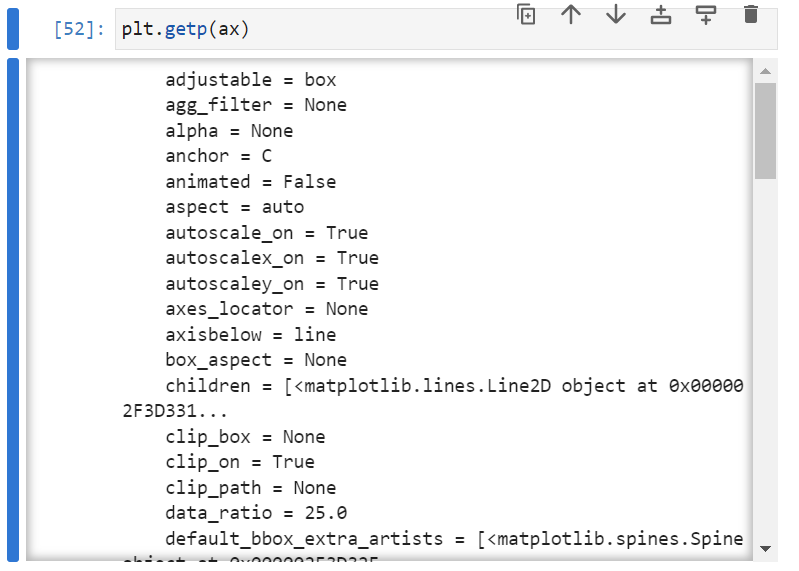 [52]: plt.getp(ax)
adjustable = box
agg_filter = None
alpha = None
anchor = C
animated = False
aspect = auto
autoscale_on = True
autoscalex_on = True
autoscaley_on = True
axes_locator = None
axisbelow = line
box_aspect = None
children = [<matplotlib.lines.Line2D object at 0x00000
2F3D331...
clip_box = None
clip_on = True
clip_path = None
data_ratio = 25.0
default_bbox_extra_artists = [<matplotlib.spines.Spine
object at